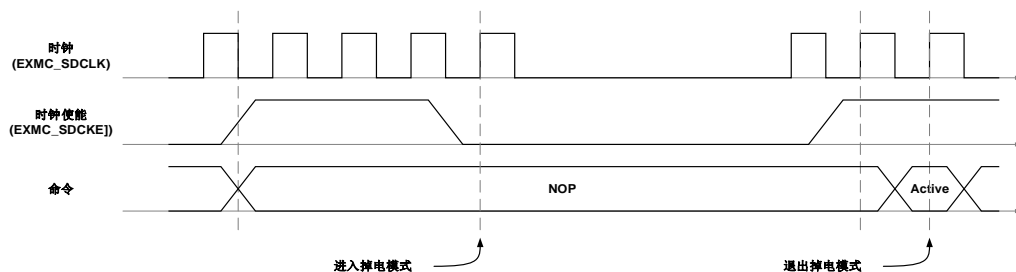 时钟
(EXMC_SDCLK)
时钟使能
(EXMC_SDCKE])
命令
NOP
Active
进入掉电模式
退出掉电模式